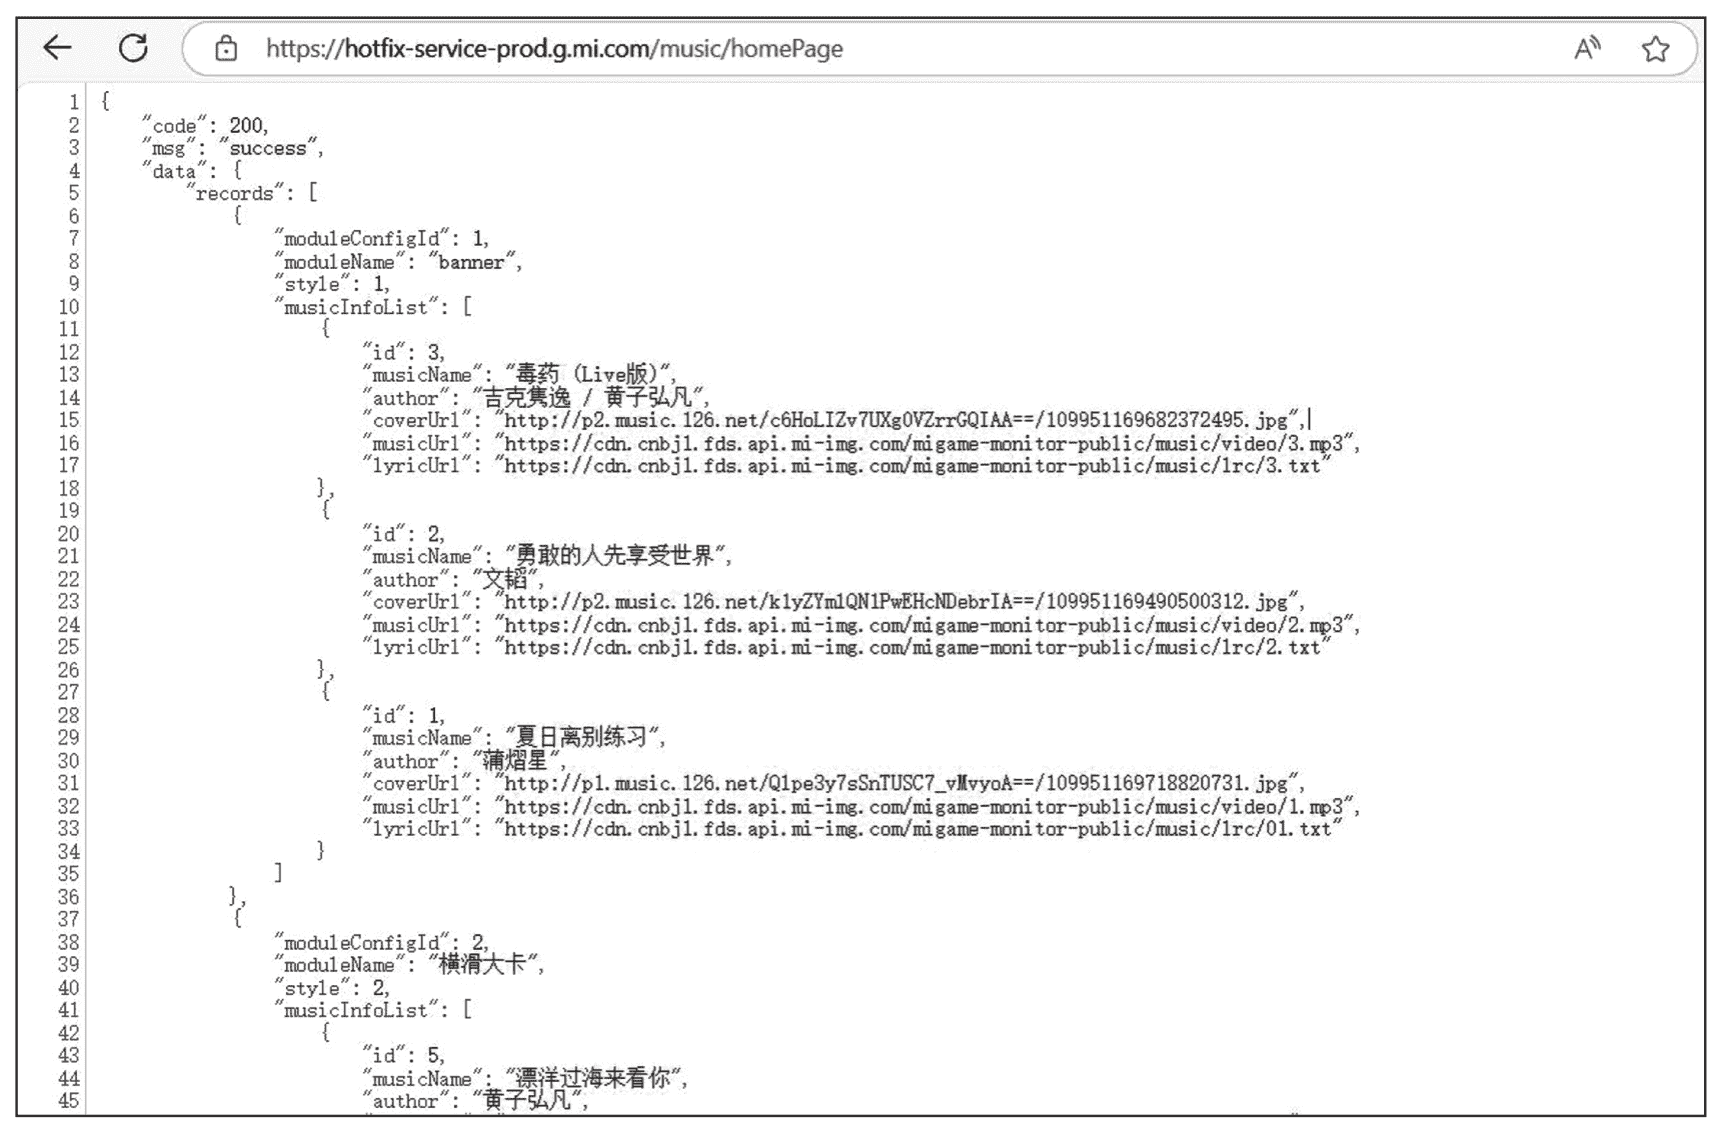 https://hotfix-service-prod.g.mi.com/music/homePage
1 {
2 "code": 200,
3 "msg": "success",
4 "data": {
5 "records": [
6 {
7 "moduleConfigId": 1,
8 "moduleName": "banner",
9 "style": 1,
10 "musicInfoList": [
11 {
12 "id": 3,
13 "musicName": "毒药 (Live版)",
14 "author": "吉克隽逸 / 黄子弘凡",
15 "coverUrl": "http://p2.music.126.net/c6HoLIZv7UXg0VZrrGQIAA==/109951169682372495.jpg",
16 "musicUrl": "https://cdn.cnbj1.fds.api.mi-img.com/migame-monitor-public/music/video/3.mp3",
17 "lyricUrl": "https://cdn.cnbj1.fds.api.mi-img.com/migame-monitor-public/music/lrc/3.txt"
18 },
19 {
20 "id": 2,
21 "musicName": "勇敢的人先享受世界",
22 "author": "文韬",
23 "coverUrl": "http://p2.music.126.net/k1yZYm1QN1PwEHcNDebrIA==/109951169490500312.jpg",
24 "musicUrl": "https://cdn.cnbj1.fds.api.mi-img.com/migame-monitor-public/music/video/2.mp3",
25 "lyricUrl": "https://cdn.cnbj1.fds.api.mi-img.com/migame-monitor-public/music/lrc/2.txt"
26 },
27 {
28 "id": 1,
29 "musicName": "夏日离别练习",
30 "author": "蒲熠星",
31 "coverUrl": "http://p1.music.126.net/Q1pe3y7sSnTUSC7_vMvyoA==/109951169718820731.jpg",
32 "musicUrl": "https://cdn.cnbj1.fds.api.mi-img.com/migame-monitor-public/music/video/1.mp3",
33 "lyricUrl": "https://cdn.cnbj1.fds.api.mi-img.com/migame-monitor-public/music/lrc/01.txt"
34 }
35 ]
36 },
37 {
38 "moduleConfigId": 2,
39 "moduleName": "横滑大卡",
40 "style": 2,
41 "musicInfoList": [
42 {
43 "id": 5,
44 "musicName": "漂洋过海来看你",
45 "author": "黄子弘凡",